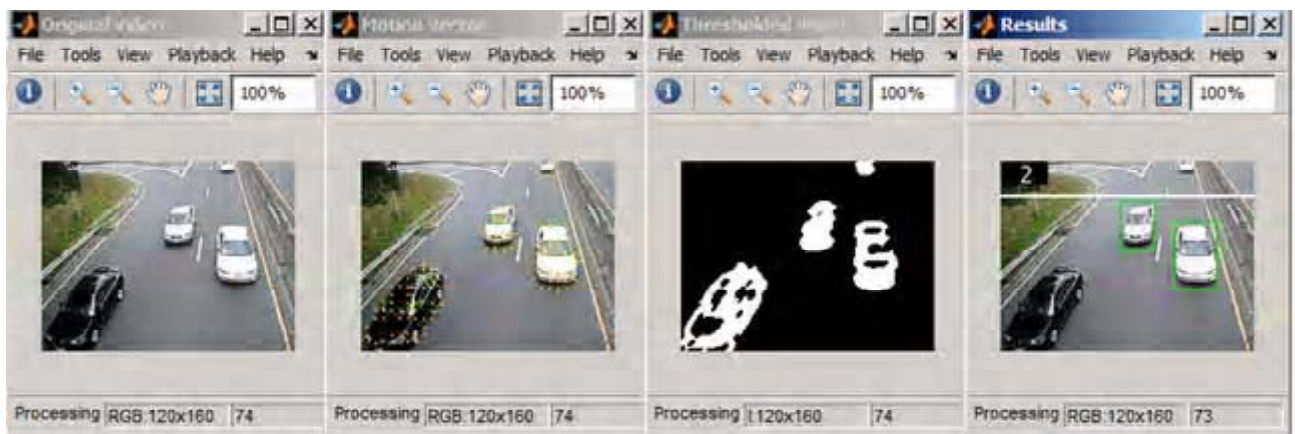 Original video
Motion vector
Thresholded
Results
File Tools View Playback Help
File Tools View Playback Help
File Tools View Playback Help
File Tools View Playback Help
100%
100%
100%
100%
2
Processing RGB:120x160 74
Processing RGB:120x160 74
Processing I:120x160 74
Processing RGB:120x160 73